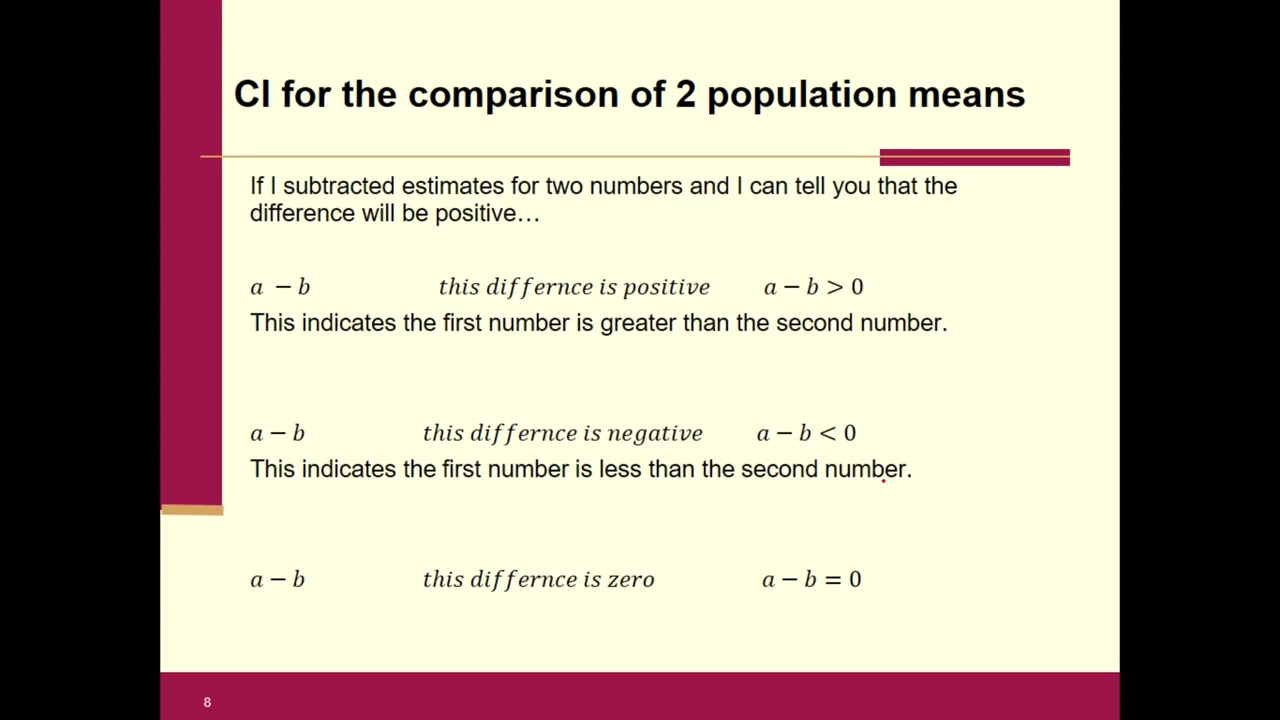 CI for the comparison of 2 population means
If I subtracted estimates for two numbers and I can tell you that the
difference will be positive…
a − b this differnce is positive a − b > 0
This indicates the first number is greater than the second number.
a − b this differnce is negative a − b < 0
This indicates the first number is less than the second number.
a − b this differnce is zero a − b = 0
8